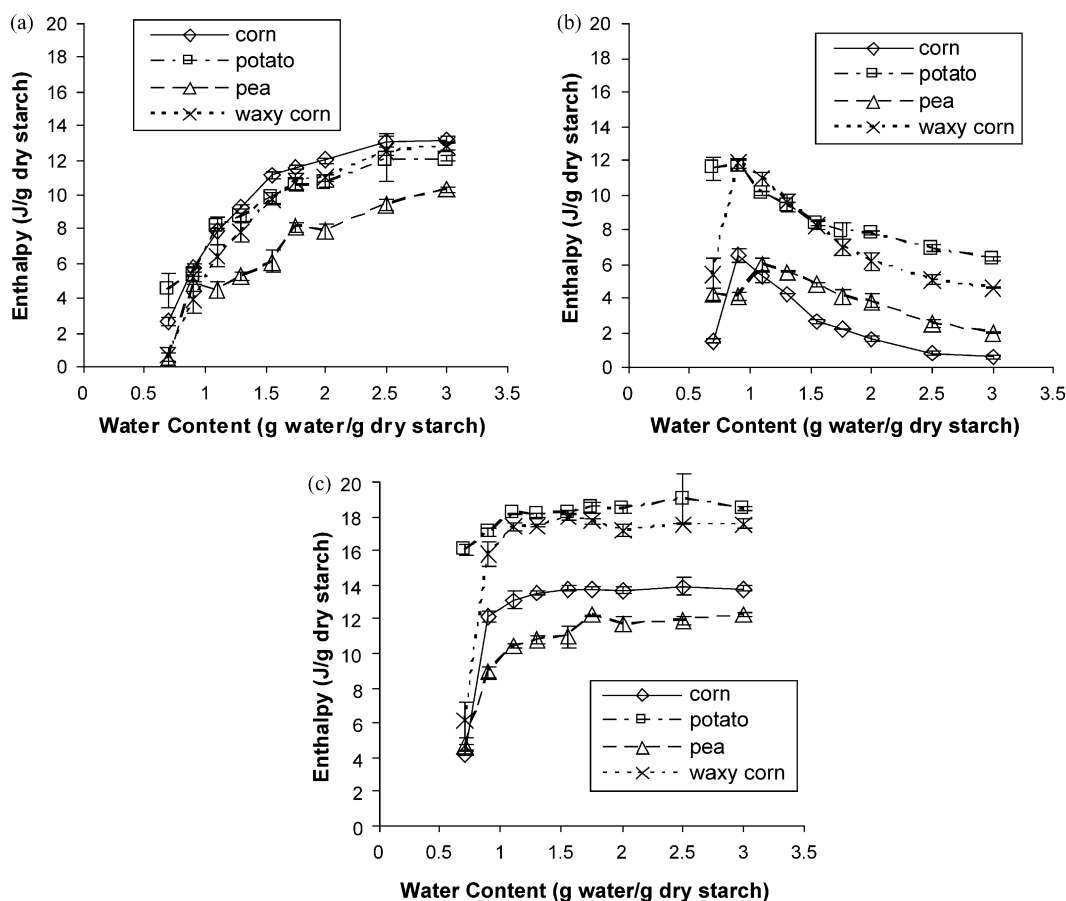 (a)
20
18
16
14
12
10
8
6
4
2
0
Enthalpy (J/g dry starch)
corn
potato
pea
waxy corn
0 0.5 1 1.5 2 2.5 3 3.5
Water Content (g water/g dry starch)
(b)
20
18
16
14
12
10
8
6
4
2
0
Enthalpy (J/g dry starch)
corn
potato
pea
waxy corn
0 0.5 1 1.5 2 2.5 3 3.5
Water Content (g water/g dry starch)
(c)
20
18
16
14
12
10
8
6
4
2
0
Enthalpy (J/g dry starch)
corn
potato
pea
waxy corn
0 0.5 1 1.5 2 2.5 3 3.5
Water Content (g water/g dry starch)